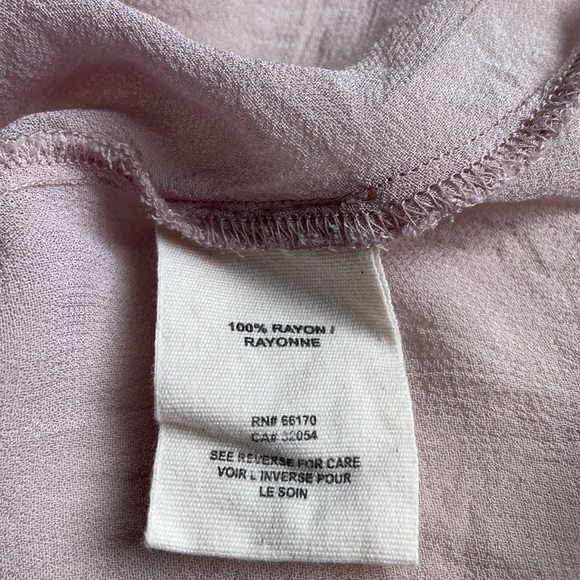 100% RAYON /
RAYONNE
RN# 66170
CA# 32054
SEE REVERSE FOR CARE
VOIR L INVERSE POUR
LE SOIN